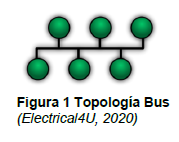 Figura 1 Topología Bus
(Electrical4U, 2020)